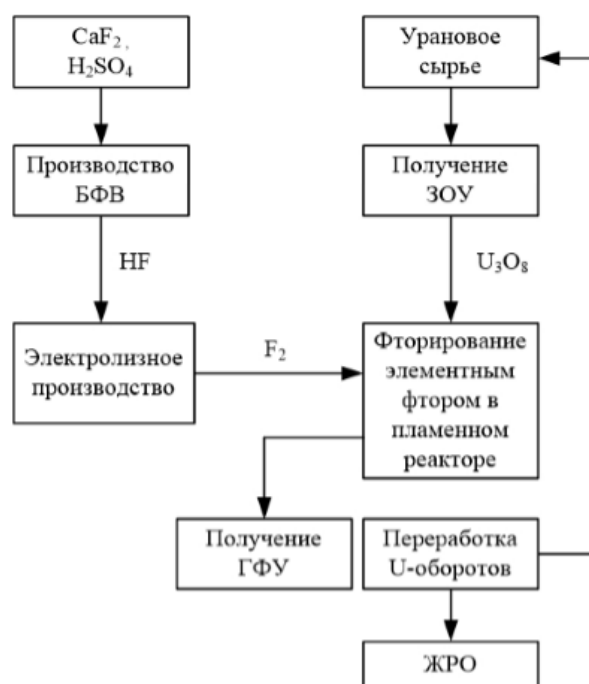 CaF₂,
H₂SO₄
Урановое
сырье
Производство
БФВ
Получение
ЗОУ
HF
U₃O₈
Электролизное
производство
F₂
Фторирование
элементным
фтором в
пламенном
реакторе
Получение
ГФУ
Переработка
U-оборотов
ЖРО